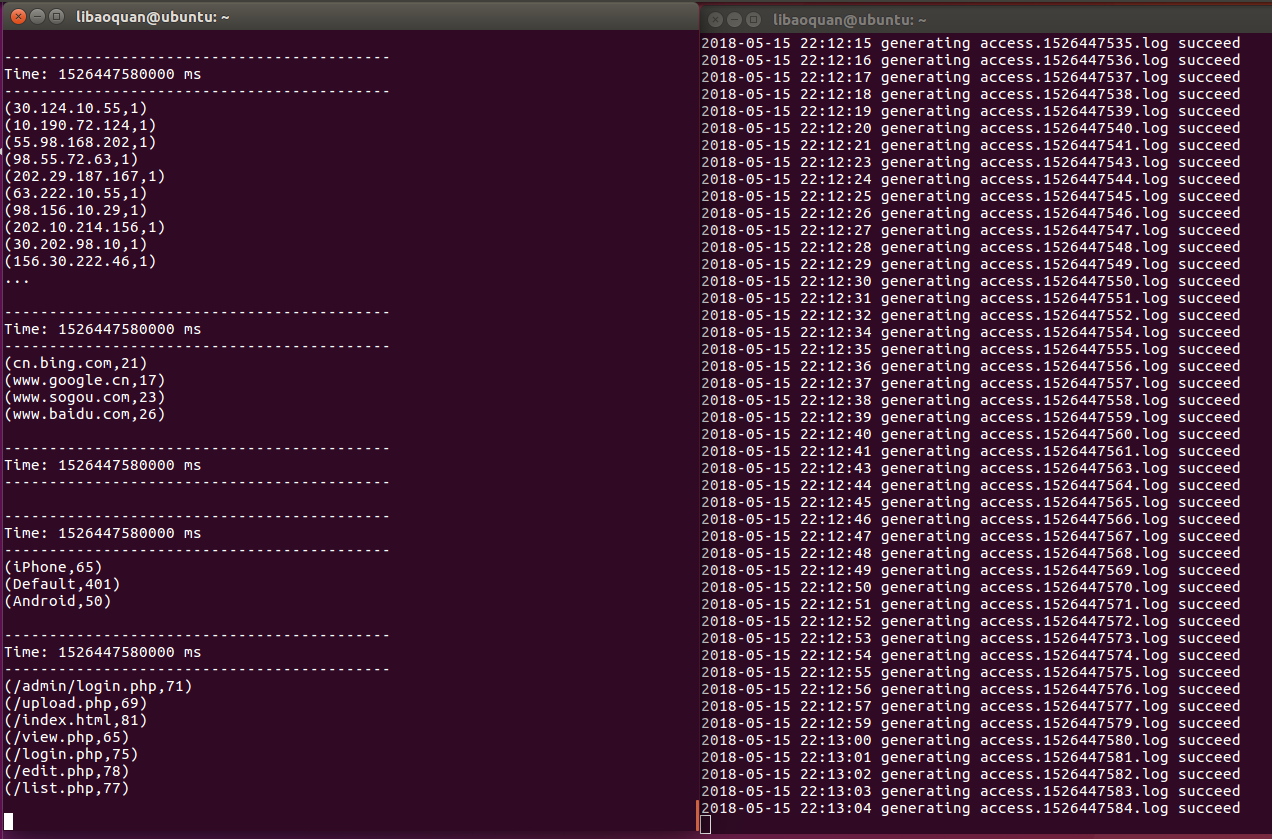 libaoquan@ubuntu: ~
-------------------------------------------
Time: 1526447580000 ms
-------------------------------------------
(30.124.10.55,1)
(10.190.72.124,1)
(55.98.168.202,1)
(98.55.72.63,1)
(202.29.187.167,1)
(63.222.10.55,1)
(98.156.10.29,1)
(202.10.214.156,1)
(30.202.98.10,1)
(156.30.222.46,1)
...
-------------------------------------------
Time: 1526447580000 ms
-------------------------------------------
(cn.bing.com,21)
(www.google.cn,17)
(www.sogou.com,23)
(www.baidu.com,26)
-------------------------------------------
Time: 1526447580000 ms
-------------------------------------------
-------------------------------------------
Time: 1526447580000 ms
-------------------------------------------
(iPhone,65)
(Default,401)
(Android,50)
-------------------------------------------
Time: 1526447580000 ms
-------------------------------------------
(/admin/login.php,71)
(/upload.php,69)
(/index.html,81)
(/view.php,65)
(/login.php,75)
(/edit.php,78)
(/list.php,77)
libaoquan@ubuntu: ~
2018-05-15 22:12:15 generating access.1526447535.log succeed
2018-05-15 22:12:16 generating access.1526447536.log succeed
2018-05-15 22:12:17 generating access.1526447537.log succeed
2018-05-15 22:12:18 generating access.1526447538.log succeed
2018-05-15 22:12:19 generating access.1526447539.log succeed
2018-05-15 22:12:20 generating access.1526447540.log succeed
2018-05-15 22:12:21 generating access.1526447541.log succeed
2018-05-15 22:12:23 generating access.1526447543.log succeed
2018-05-15 22:12:24 generating access.1526447544.log succeed
2018-05-15 22:12:25 generating access.1526447545.log succeed
2018-05-15 22:12:26 generating access.1526447546.log succeed
2018-05-15 22:12:27 generating access.1526447547.log succeed
2018-05-15 22:12:28 generating access.1526447548.log succeed
2018-05-15 22:12:29 generating access.1526447549.log succeed
2018-05-15 22:12:30 generating access.1526447550.log succeed
2018-05-15 22:12:31 generating access.1526447551.log succeed
2018-05-15 22:12:32 generating access.1526447552.log succeed
2018-05-15 22:12:34 generating access.1526447554.log succeed
2018-05-15 22:12:35 generating access.1526447555.log succeed
2018-05-15 22:12:36 generating access.1526447556.log succeed
2018-05-15 22:12:37 generating access.1526447557.log succeed
2018-05-15 22:12:38 generating access.1526447558.log succeed
2018-05-15 22:12:39 generating access.1526447559.log succeed
2018-05-15 22:12:40 generating access.1526447560.log succeed
2018-05-15 22:12:41 generating access.1526447561.log succeed
2018-05-15 22:12:43 generating access.1526447563.log succeed
2018-05-15 22:12:44 generating access.1526447564.log succeed
2018-05-15 22:12:45 generating access.1526447565.log succeed
2018-05-15 22:12:46 generating access.1526447566.log succeed
2018-05-15 22:12:47 generating access.1526447567.log succeed
2018-05-15 22:12:48 generating access.1526447568.log succeed
2018-05-15 22:12:49 generating access.1526447569.log succeed
2018-05-15 22:12:50 generating access.1526447570.log succeed
2018-05-15 22:12:51 generating access.1526447571.log succeed
2018-05-15 22:12:52 generating access.1526447572.log succeed
2018-05-15 22:12:53 generating access.1526447573.log succeed
2018-05-15 22:12:54 generating access.1526447574.log succeed
2018-05-15 22:12:55 generating access.1526447575.log succeed
2018-05-15 22:12:56 generating access.1526447576.log succeed
2018-05-15 22:12:57 generating access.1526447577.log succeed
2018-05-15 22:12:59 generating access.1526447579.log succeed
2018-05-15 22:13:00 generating access.1526447580.log succeed
2018-05-15 22:13:01 generating access.1526447581.log succeed
2018-05-15 22:13:02 generating access.1526447582.log succeed
2018-05-15 22:13:03 generating access.1526447583.log succeed
2018-05-15 22:13:04 generating access.1526447584.log succeed